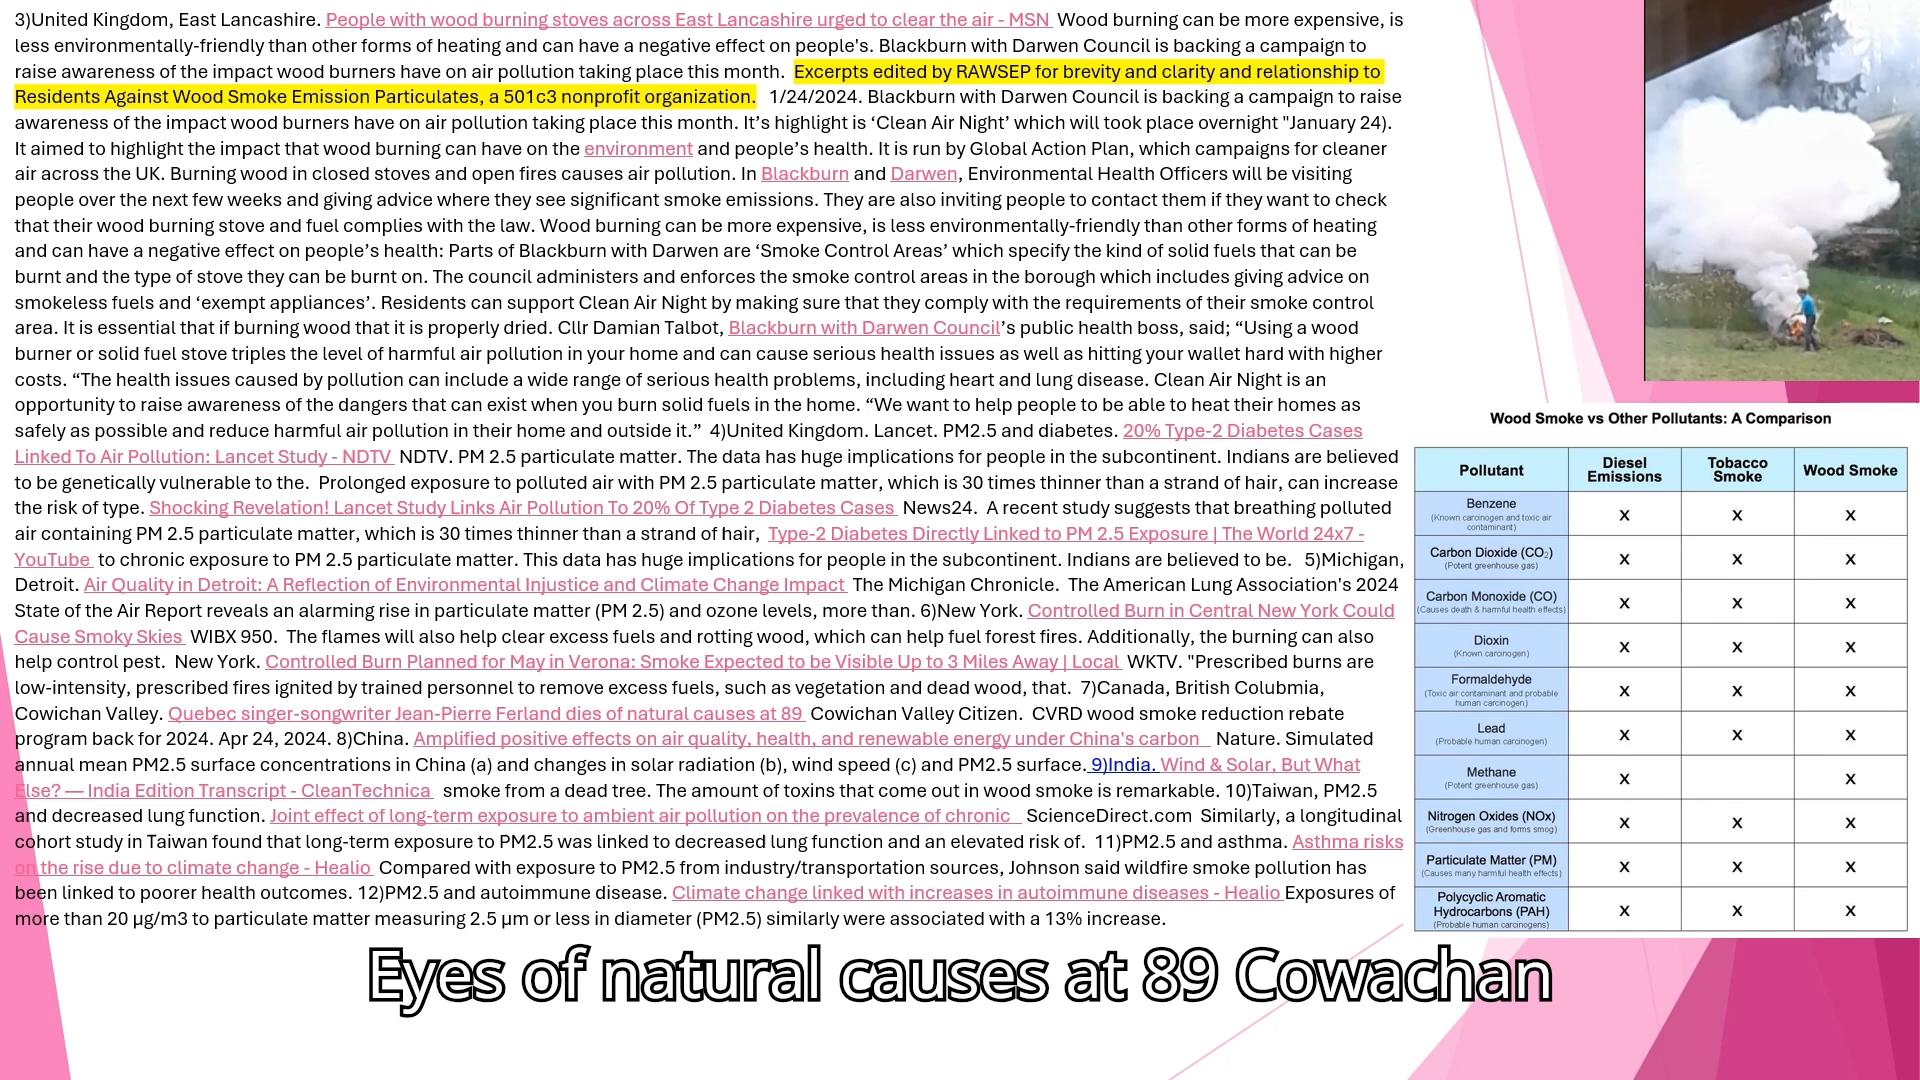 3)United Kingdom, East Lancashire. People with wood burning stoves across East Lancashire urged to clear the air - MSN Wood burning can be more expensive, is
less environmentally-friendly than other forms of heating and can have a negative effect on people's. Blackburn with Darwen Council is backing a campaign to
raise awareness of the impact wood burners have on air pollution taking place this month. Excerpts edited by RAWSEP for brevity and clarity and relationship to
Residents Against Wood Smoke Emission Particulates, a 501c3 nonprofit organization. 1/24/2024. Blackburn with Darwen Council is backing a campaign to raise
awareness of the impact wood burners have on air pollution taking place this month. It’s highlight is ‘Clean Air Night’ which will took place overnight "January 24).
It aimed to highlight the impact that wood burning can have on the environment and people’s health. It is run by Global Action Plan, which campaigns for cleaner
air across the UK. Burning wood in closed stoves and open fires causes air pollution. In Blackburn and Darwen, Environmental Health Officers will be visiting
people over the next few weeks and giving advice where they see significant smoke emissions. They are also inviting people to contact them if they want to check
that their wood burning stove and fuel complies with the law. Wood burning can be more expensive, is less environmentally-friendly than other forms of heating
and can have a negative effect on people’s health: Parts of Blackburn with Darwen are ‘Smoke Control Areas’ which specify the kind of solid fuels that can be
burnt and the type of stove they can be burnt on. The council administers and enforces the smoke control areas in the borough which includes giving advice on
smokeless fuels and ‘exempt appliances’. Residents can support Clean Air Night by making sure that they comply with the requirements of their smoke control
area. It is essential that if burning wood that it is properly dried. Cllr Damian Talbot, Blackburn with Darwen Council’s public health boss, said; “Using a wood
burner or solid fuel stove triples the level of harmful air pollution in your home and can cause serious health issues as well as hitting your wallet hard with higher
costs. “The health issues caused by pollution can include a wide range of serious health problems, including heart and lung disease. Clean Air Night is an
opportunity to raise awareness of the dangers that can exist when you burn solid fuels in the home. “We want to help people to be able to heat their homes as
safely as possible and reduce harmful air pollution in their home and outside it.” 4)United Kingdom. Lancet. PM2.5 and diabetes. 20% Type-2 Diabetes Cases
Linked To Air Pollution: Lancet Study - NDTV NDTV. PM 2.5 particulate matter. The data has huge implications for people in the subcontinent. Indians are believed
to be genetically vulnerable to the. Prolonged exposure to polluted air with PM 2.5 particulate matter, which is 30 times thinner than a strand of hair, can increase
the risk of type. Shocking Revelation! Lancet Study Links Air Pollution To 20% Of Type 2 Diabetes Cases News24. A recent study suggests that breathing polluted
air containing PM 2.5 particulate matter, which is 30 times thinner than a strand of hair, Type-2 Diabetes Directly Linked to PM 2.5 Exposure | The World 24x7 -
YouTube to chronic exposure to PM 2.5 particulate matter. This data has huge implications for people in the subcontinent. Indians are believed to be. 5)Michigan,
Detroit. Air Quality in Detroit: A Reflection of Environmental Injustice and Climate Change Impact The Michigan Chronicle. The American Lung Association's 2024
State of the Air Report reveals an alarming rise in particulate matter (PM 2.5) and ozone levels, more than. 6)New York. Controlled Burn in Central New York Could
Cause Smoky Skies WIBX 950. The flames will also help clear excess fuels and rotting wood, which can help fuel forest fires. Additionally, the burning can also
help control pest. New York. Controlled Burn Planned for May in Verona: Smoke Expected to be Visible Up to 3 Miles Away | Local WKTV. "Prescribed burns are
low-intensity, prescribed fires ignited by trained personnel to remove excess fuels, such as vegetation and dead wood, that. 7)Canada, British Colubmia,
Cowichan Valley. Quebec singer-songwriter Jean-Pierre Ferland dies of natural causes at 89 Cowichan Valley Citizen. CVRD wood smoke reduction rebate
program back for 2024. Apr 24, 2024. 8)China. Amplified positive effects on air quality, health, and renewable energy under China's carbon Nature. Simulated
annual mean PM2.5 surface concentrations in China (a) and changes in solar radiation (b), wind speed (c) and PM2.5 surface. 9)India. Wind & Solar, But What
Else? — India Edition Transcript - CleanTechnica smoke from a dead tree. The amount of toxins that come out in wood smoke is remarkable. 10)Taiwan, PM2.5
and decreased lung function. Joint effect of long-term exposure to ambient air pollution on the prevalence of chronic ScienceDirect.com Similarly, a longitudinal
cohort study in Taiwan found that long-term exposure to PM2.5 was linked to decreased lung function and an elevated risk of. 11)PM2.5 and asthma. Asthma risks
on the rise due to climate change - Healio Compared with exposure to PM2.5 from industry/transportation sources, Johnson said wildfire smoke pollution has
been linked to poorer health outcomes. 12)PM2.5 and autoimmune disease. Climate change linked with increases in autoimmune diseases - Healio Exposures of
more than 20 µg/m3 to particulate matter measuring 2.5 µm or less in diameter (PM2.5) similarly were associated with a 13% increase.
Wood Smoke vs Other Pollutants: A Comparison
Pollutant Diesel Emissions Tobacco Smoke Wood Smoke
Benzene X X X
(Known carcinogen and toxic air
contaminant)
Carbon Dioxide (CO₂) X X X
(Potent greenhouse gas)
Carbon Monoxide (CO) X X X
(Causes death & harmful health effects)
Dioxin X X X
(Known carcinogen)
Formaldehyde X X X
(Toxic air contaminant and probable
human carcinogen)
Lead X X X
(Probable human carcinogen)
Methane X X
(Potent greenhouse gas)
Nitrogen Oxides (NOx) X X X
(Greenhouse gas and forms smog)
Particulate Matter (PM) X X X
(Causes many harmful health effects)
Polycyclic Aromatic
Hydrocarbons (PAH) X X X
(Probable human carcinogens)
Eyes of natural causes at 89 Cowachan